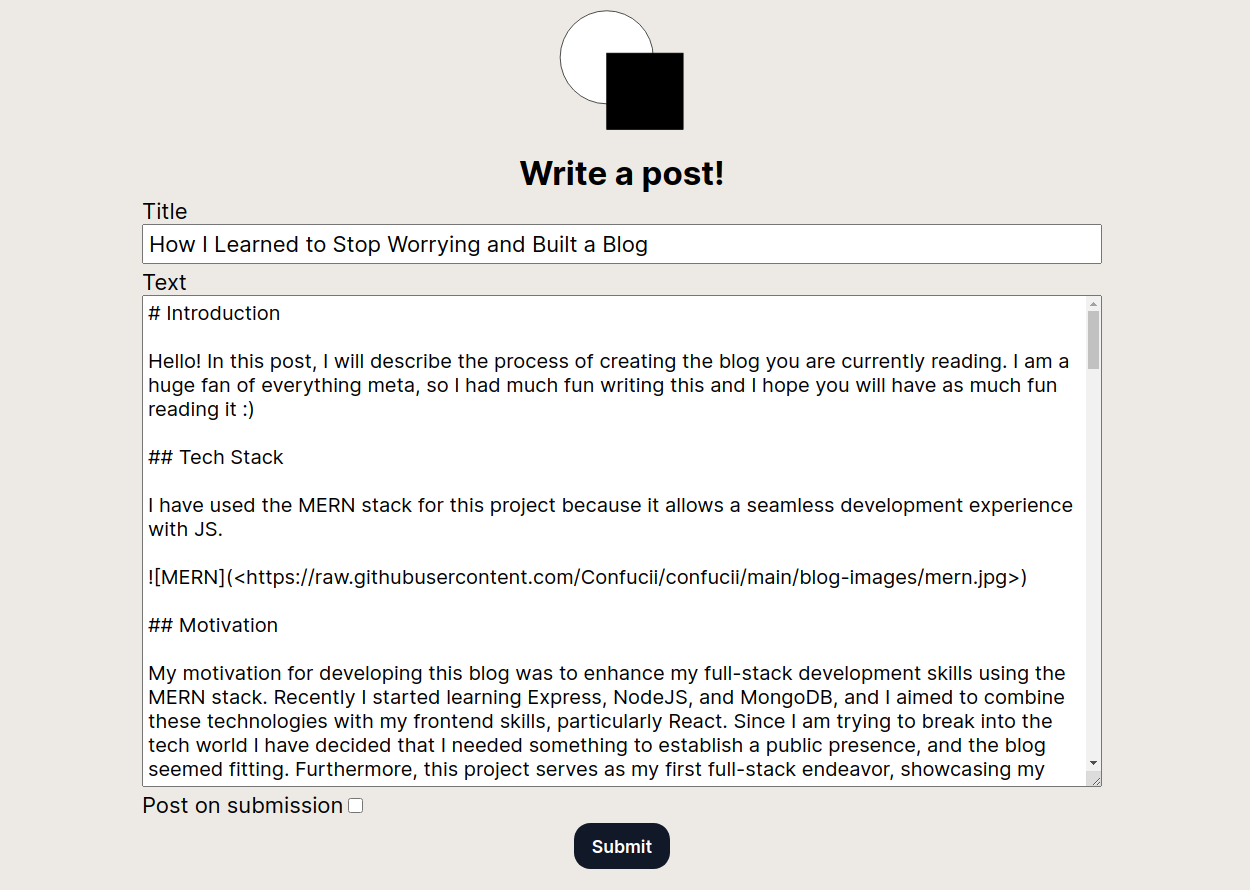 Write a post!
Title
How I Learned to Stop Worrying and Built a Blog
Text
# Introduction
Hello! In this post, I will describe the process of creating the blog you are currently reading. I am a
huge fan of everything meta, so I had much fun writing this and I hope you will have as much fun
reading it :)
## Tech Stack
I have used the MERN stack for this project because it allows a seamless development experience
with JS.
![MERN](<https://raw.githubusercontent.com/Confucii/confucii/main/blog-images/mern.jpg>)
## Motivation
My motivation for developing this blog was to enhance my full-stack development skills using the
MERN stack. Recently I started learning Express, NodeJS, and MongoDB, and I aimed to combine
these technologies with my frontend skills, particularly React. Since I am trying to break into the
tech world I have decided that I needed something to establish a public presence, and the blog
seemed fitting. Furthermore, this project serves as my first full-stack endeavor, showcasing my
Post on submission
Submit